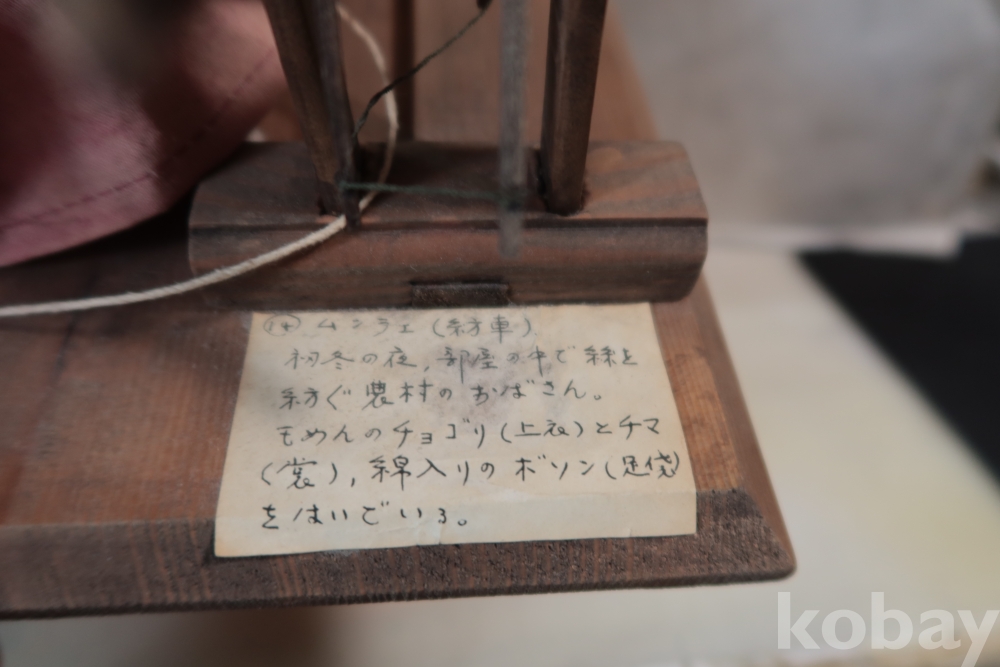 ⑭ ムンラェ(紡車)
初冬の夜,部屋の中で綿を
紡ぐ農村のおばさん。
もめんのチョゴリ(上衣)とチマ
(裳),綿入りのボソン(足袋)
をはいでいる。
kobay